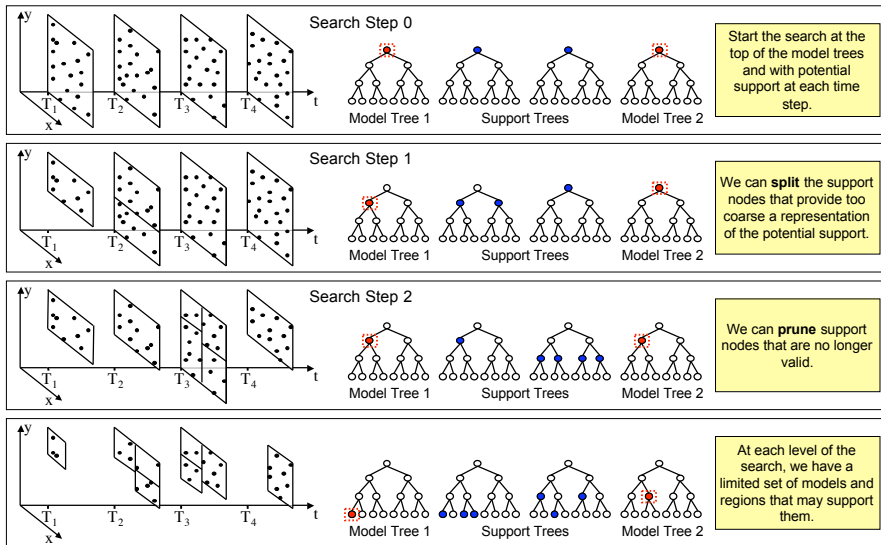 y
Search Step 0
T1 T2 T3 T4 t
x
Model Tree 1 Support Trees Model Tree 2
Start the search at the
top of the model trees
and with potential
support at each time
step.
y
Search Step 1
T1 T2 T3 T4 t
x
Model Tree 1 Support Trees Model Tree 2
We can split the support
nodes that provide too
coarse a representation
of the potential support.
y
Search Step 2
T1 T2 T3 T4 t
x
Model Tree 1 Support Trees Model Tree 2
We can prune support
nodes that are no longer
valid.
y
T1 T2 T3 T4 t
x
Model Tree 1 Support Trees Model Tree 2
At each level of the
search, we have a
limited set of models and
regions that may support
them.